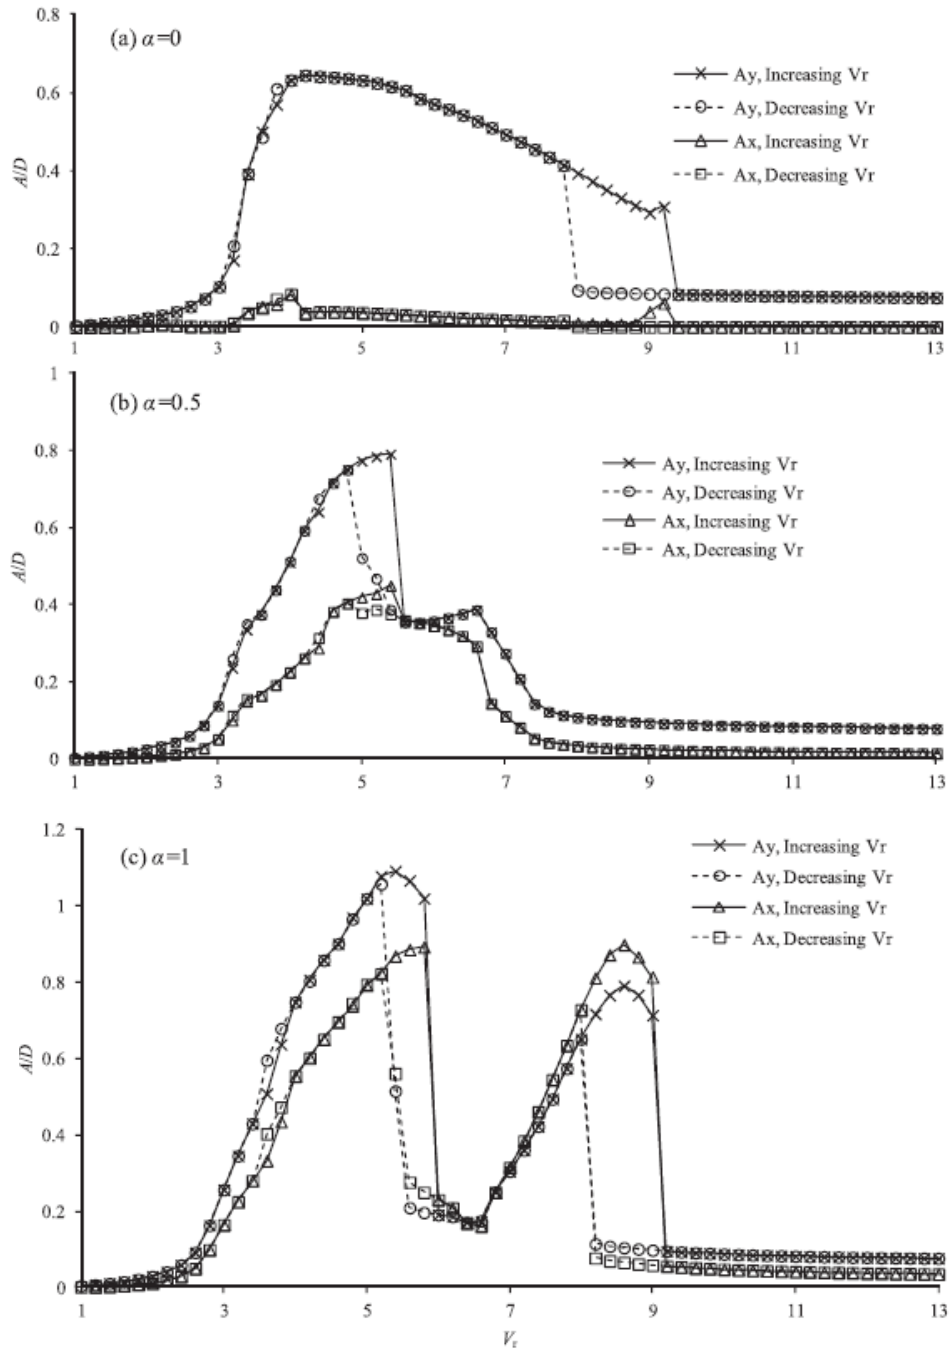 0.8
(a) α=0
Ay, Increasing Vr
Ay, Decreasing Vr
Ax, Increasing Vr
Ax, Decreasing Vr
0.6
0.4
0.2
0
A/D
1 3 5 7 9 11 13
1
(b) α=0.5
Ay, Increasing Vr
Ay, Decreasing Vr
Ax, Increasing Vr
Ax, Decreasing Vr
0.8
0.6
0.4
0.2
0
A/D
1 3 5 7 9 11 13
1.2
(c) α=1
Ay, Increasing Vr
Ay, Decreasing Vr
Ax, Increasing Vr
Ax, Decreasing Vr
1
0.8
0.6
0.4
0.2
0
A/D
1 3 5 7 9 11 13
Vr